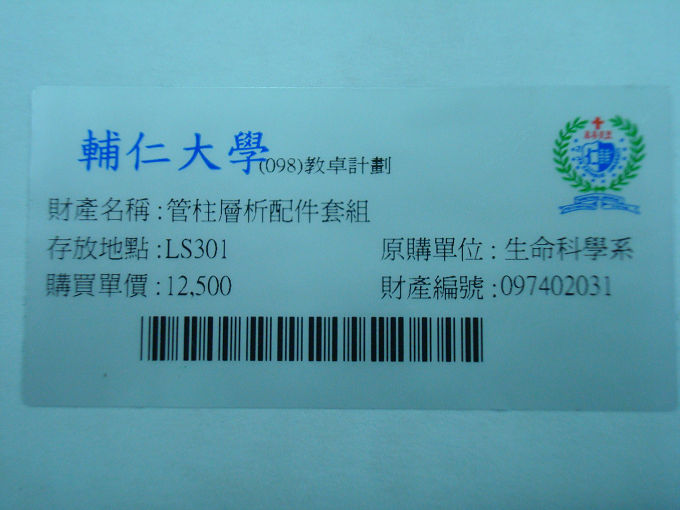 輔仁大學(098)教卓計劃
財產名稱:管柱層析配件套組
存放地點:LS301 原購單位:生命科學系
購買單價:12,500 財產編號:097402031